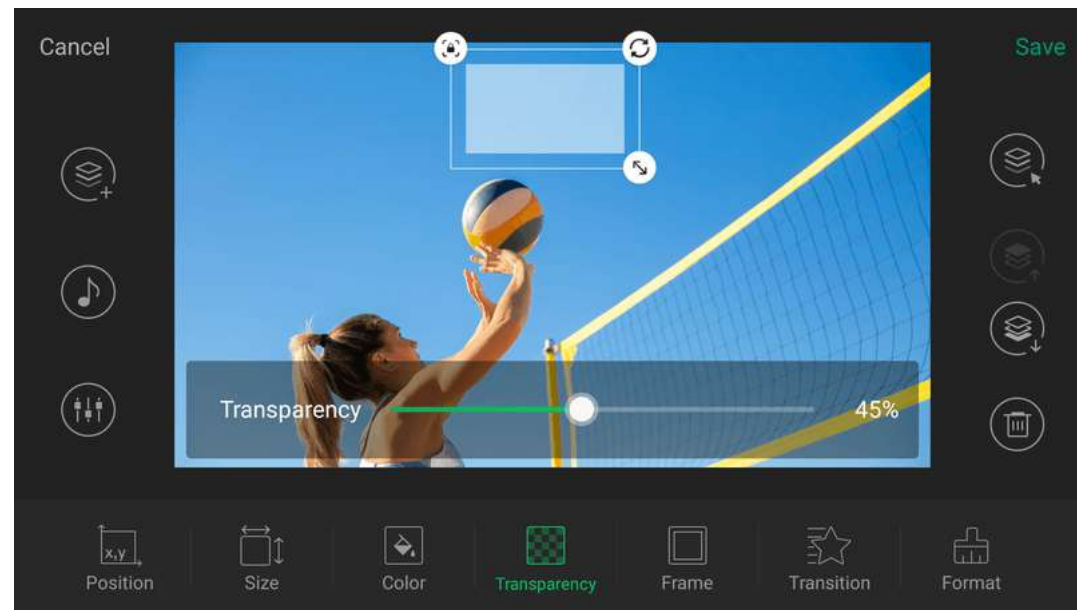 Cancel
Save
Transparency 45%
x,y
Position
Size
Color
Transparency
Frame
Transition
Format